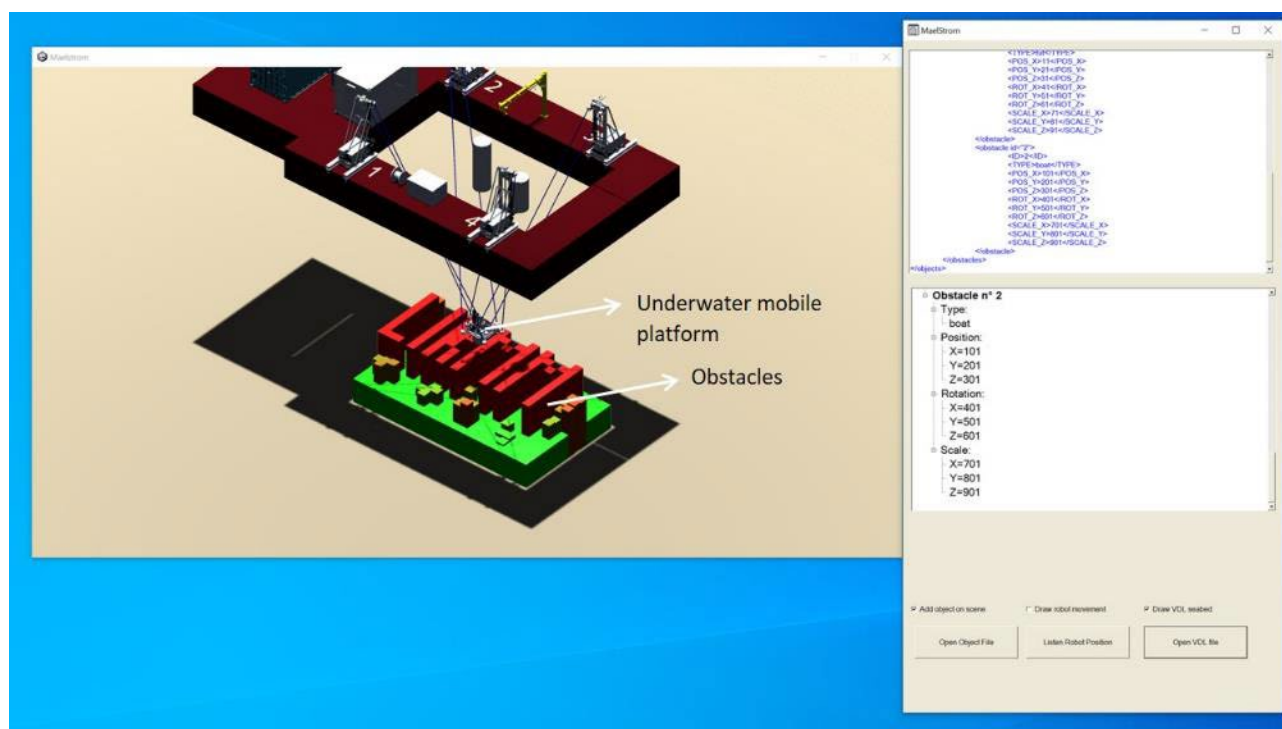 Maelstrom
2
3
1
4
Underwater mobile
platform
Obstacles
MaelStrom
<POS_X>11</POS_X>
<POS_Y>21</POS_Y>
<POS_Z>31</POS_Z>
<ROT_X>41</ROT_X>
<ROT_Y>51</ROT_Y>
<ROT_Z>61</ROT_Z>
<SCALE_X>71</SCALE_X>
<SCALE_Y>81</SCALE_Y>
<SCALE_Z>91</SCALE_Z>
</obstacle>
<obstacle id="2">
<ID>2</ID>
<TYPE>boat</TYPE>
<POS_X>101</POS_X>
<POS_Y>201</POS_Y>
<POS_Z>301</POS_Z>
<ROT_X>401</ROT_X>
<ROT_Y>501</ROT_Y>
<ROT_Z>601</ROT_Z>
<SCALE_X>701</SCALE_X>
<SCALE_Y>801</SCALE_Y>
<SCALE_Z>901</SCALE_Z>
</obstacle>
</obstacles>
</objects>
Obstacle n° 2
Type:
boat
Position:
X=101
Y=201
Z=301
Rotation:
X=401
Y=501
Z=601
Scale:
X=701
Y=801
Z=901
Add object on scene
Draw robot movement
Draw VDL seabed
Open Object File
Listen Robot Position
Open VDL file